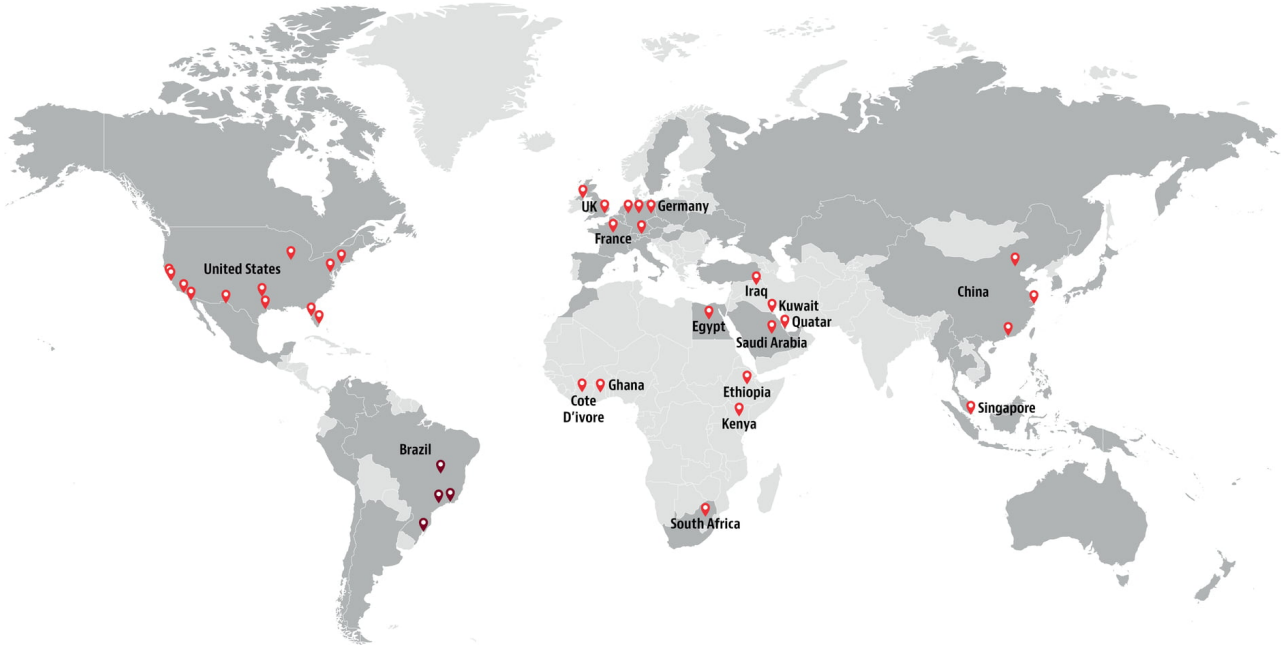 UK
Germany
France
United States
Iraq
China
Kuwait
Egypt
Quatar
Saudi Arabia
Ghana
Ethiopia
Cote
D'ivore
Singapore
Kenya
Brazil
South Africa